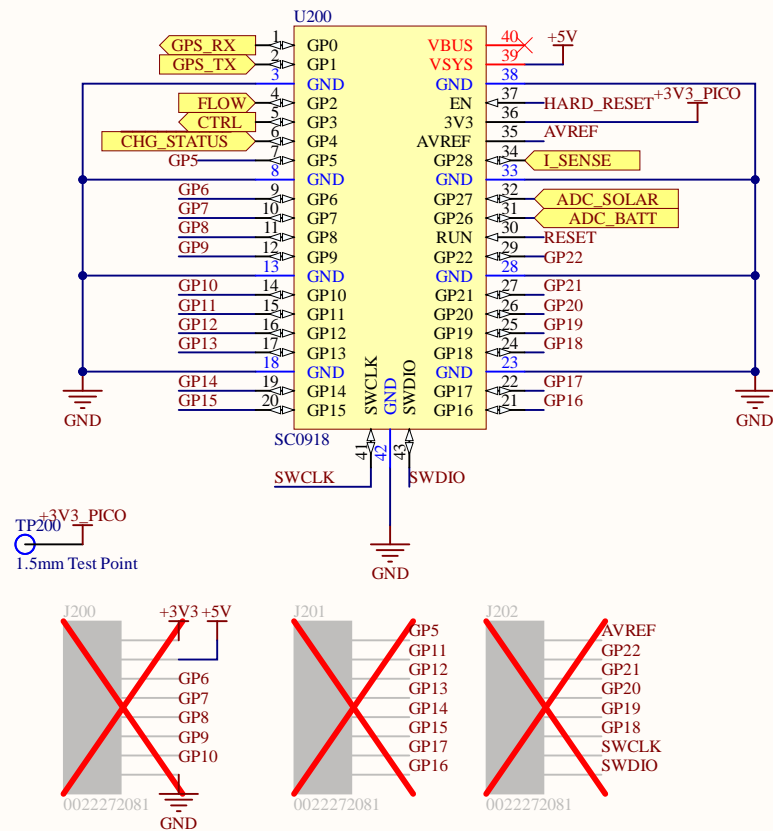 U200
GPS_RX 1 GP0 VBUS 40 +5V
GPS_TX 2 GP1 VSYS 39
3 GND GND 38
FLOW 4 GP2 EN 37 HARD_RESET +3V3_PICO
CTRL 5 GP3 3V3 36
CHG_STATUS 6 GP4 AVREF 35 AVREF
GP5 7 GP5 GP28 34 I_SENSE
8 GND GND 33
GP6 9 GP6 GP27 32 ADC_SOLAR
GP7 10 GP7 GP26 31 ADC_BATT
GP8 11 GP8 RUN 30 RESET
GP9 12 GP9 GP22 29 GP22
13 GND GND 28
GP10 14 GP10 GP21 27 GP21
GP11 15 GP11 GP20 26 GP20
GP12 16 GP12 GP19 25 GP19
GP13 17 GP13 GP18 24 GP18
18 GND GND 23
GP14 19 GP14 GP17 22 GP17
GP15 20 GP15 GP16 21 GP16
SWCLK GND SWDIO
GND
GND
SC0918
41 42 43
SWCLK SWDIO
GND
+3V3_PICO
TP200
1.5mm Test Point
J200
+3V3 +5V
GP6
GP7
GP8
GP9
GP10
0022272081
GND
J201
GP5
GP11
GP12
GP13
GP14
GP15
GP17
GP16
0022272081
J202
AVREF
GP22
GP21
GP20
GP19
GP18
SWCLK
SWDIO
0022272081